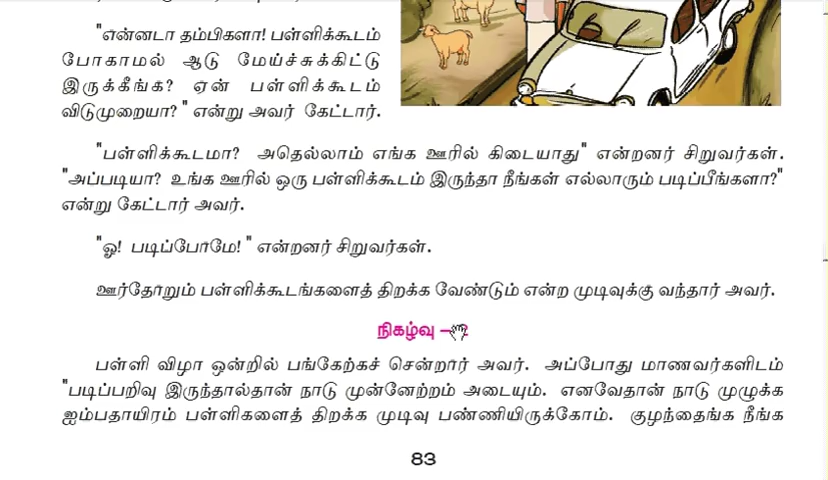 "என்னடா தம்பிகளா! பள்ளிக்கூடம்
போகாமல் ஆடு மேய்ச்சுக்கிட்டு
இருக்கீங்க? ஏன் பள்ளிக்கூடம்
விடுமுறையா?" என்று அவர் கேட்டார்.
"பள்ளிக்கூடமா? அதெல்லாம் எங்க ஊரில் கிடையாது" என்றனர் சிறுவர்கள்.
"அப்படியா? உங்க ஊரில் ஒரு பள்ளிக்கூடம் இருந்தா நீங்கள் எல்லாரும் படிப்பீங்களா?"
என்று கேட்டார் அவர்.
"ஓ! படிப்போமே!" என்றனர் சிறுவர்கள்.
ஊர்தோறும் பள்ளிக்கூடங்களைத் திறக்க வேண்டும் என்ற முடிவுக்கு வந்தார் அவர்.
நிகழ்வு – 2
பள்ளி விழா ஒன்றில் பங்கேற்கச் சென்றார் அவர். அப்போது மாணவர்களிடம்
"படிப்பறிவு இருந்தால்தான் நாடு முன்னேற்றம் அடையும். எனவேதான் நாடு முழுக்க
ஐம்பதாயிரம் பள்ளிகளைத் திறக்க முடிவு பண்ணியிருக்கோம். குழந்தைங்க நீங்க
83